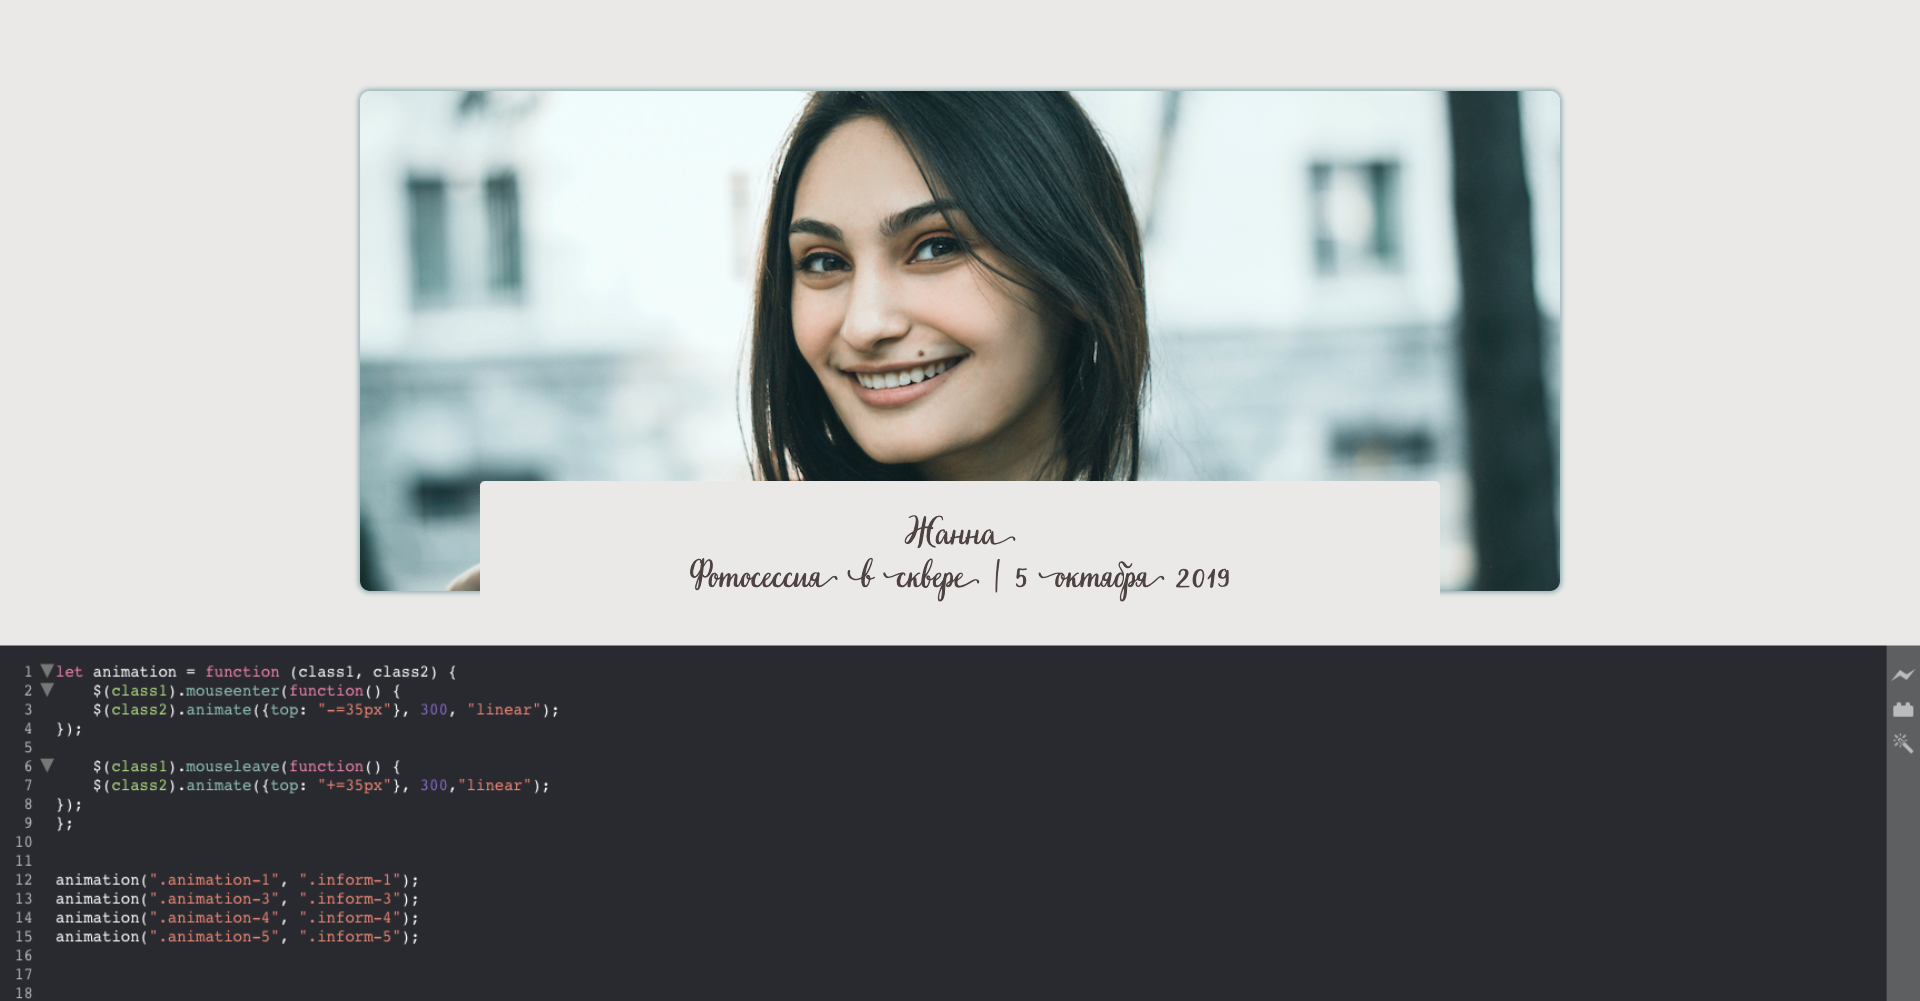 Жанна
Фотосессия в сквере | 5 октября 2019
1 let animation = function (class1, class2) {
2     $(class1).mouseenter(function() {
3     $(class2).animate({top: "-=35px"}, 300, "linear");
4 });
5
6     $(class1).mouseleave(function() {
7     $(class2).animate({top: "+=35px"}, 300,"linear");
8 });
9 };
10
11
12 animation(".animation-1", ".inform-1");
13 animation(".animation-3", ".inform-3");
14 animation(".animation-4", ".inform-4");
15 animation(".animation-5", ".inform-5");
16
17
18